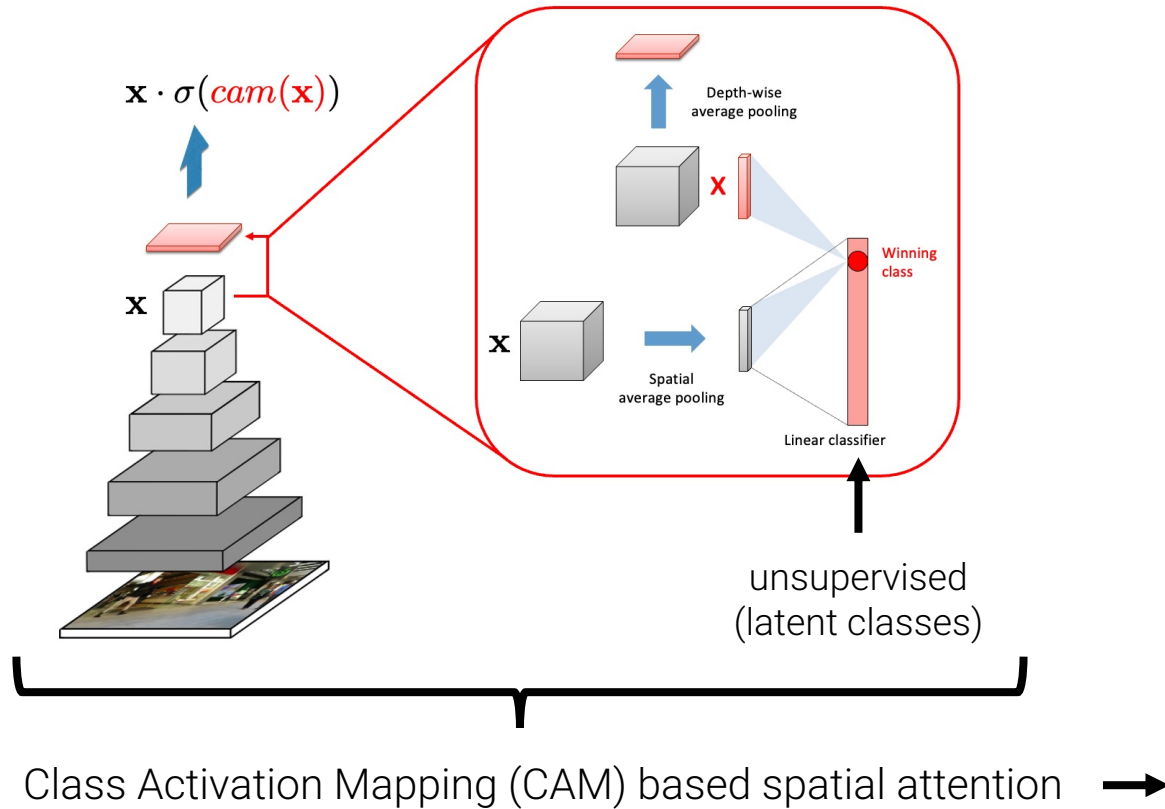 x · σ(cam(x))
x
Depth-wise
average pooling
X
Winning
class
x
Spatial
average pooling
Linear classifier
unsupervised
(latent classes)
Class Activation Mapping (CAM) based spatial attention